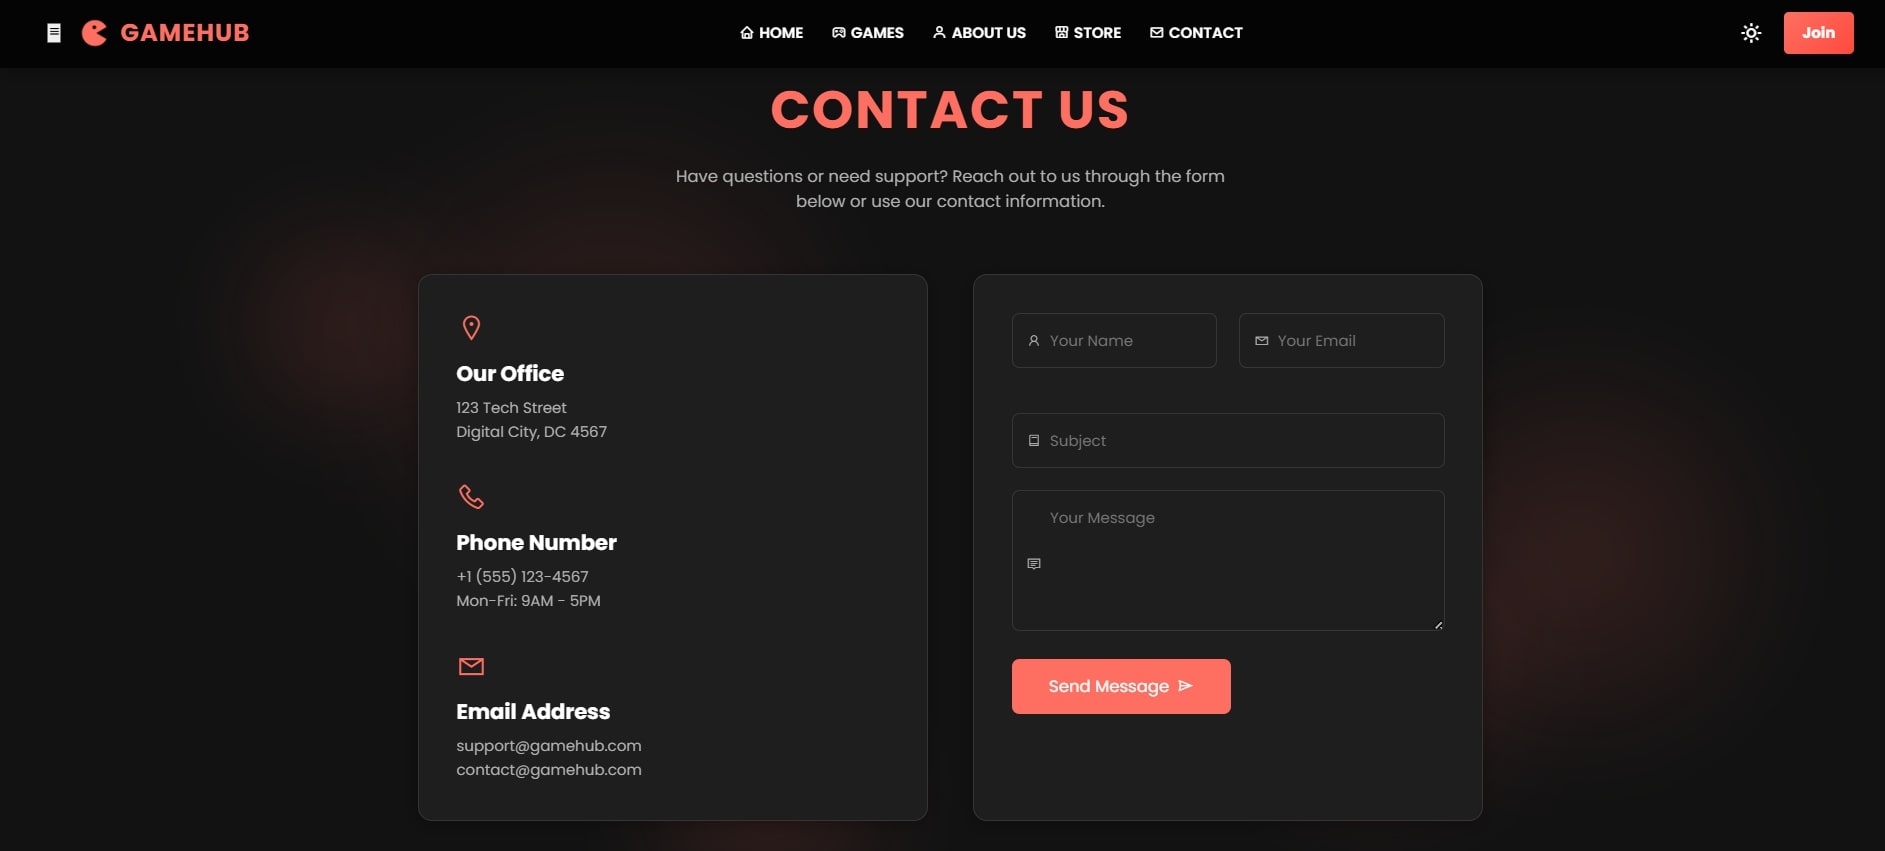 GAMEHUB
HOME GAMES ABOUT US STORE CONTACT
Join
CONTACT US
Have questions or need support? Reach out to us through the form
below or use our contact information.
Our Office
123 Tech Street
Digital City, DC 4567
Phone Number
+1 (555) 123-4567
Mon-Fri: 9AM - 5PM
Email Address
support@gamehub.com
contact@gamehub.com
Your Name
Your Email
Subject
Your Message
Send Message